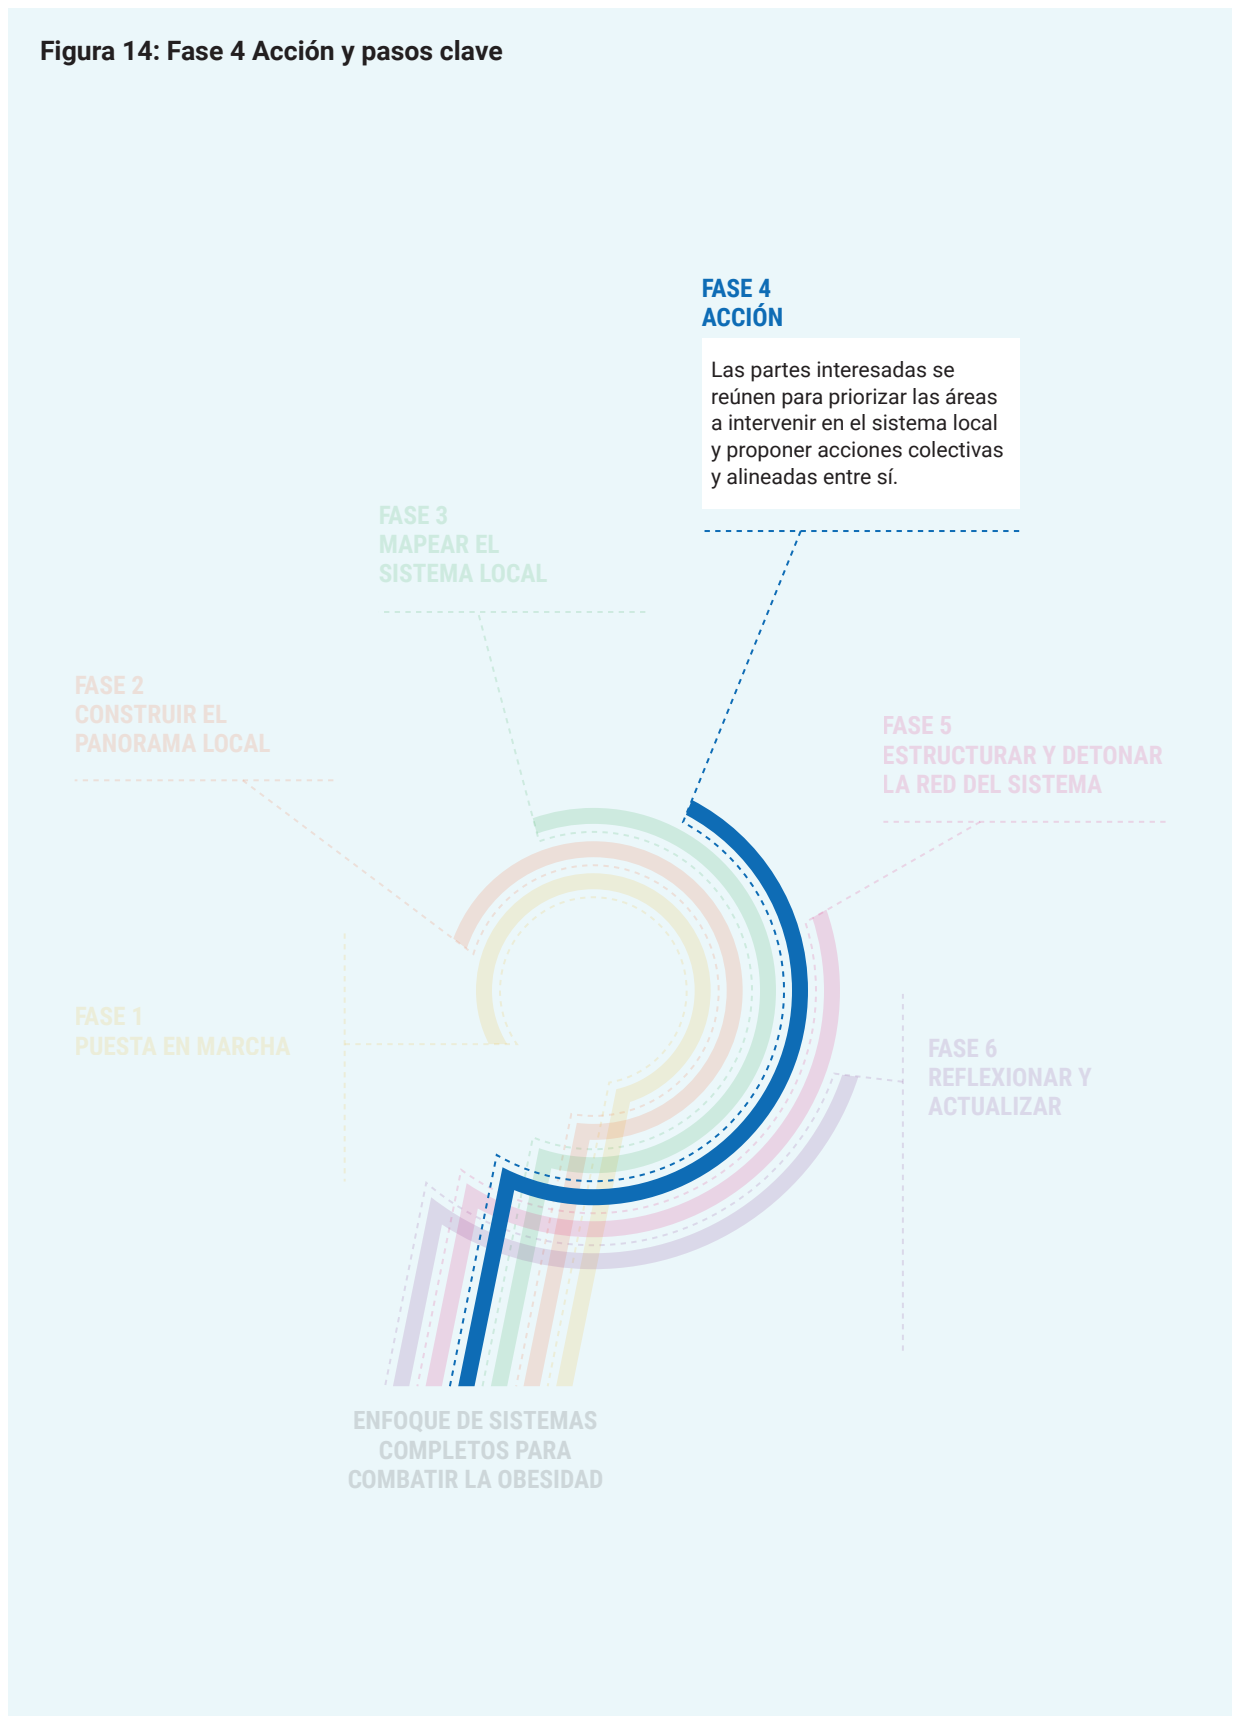 Figura 14: Fase 4 Acción y pasos clave
FASE 4
ACCIÓN
Las partes interesadas se
reúnen para priorizar las áreas
a intervenir en el sistema local
y proponer acciones colectivas
y alineadas entre sí.
FASE 3
MAPEAR EL
SISTEMA LOCAL
FASE 2
CONSTRUIR EL
PANORAMA LOCAL
FASE 5
ESTRUCTURAR Y DETONAR
LA RED DEL SISTEMA
FASE 1
PUESTA EN MARCHA
FASE 6
REFLEXIONAR Y
ACTUALIZAR
ENFOQUE DE SISTEMAS
COMPLETOS PARA
COMBATIR LA OBESIDAD